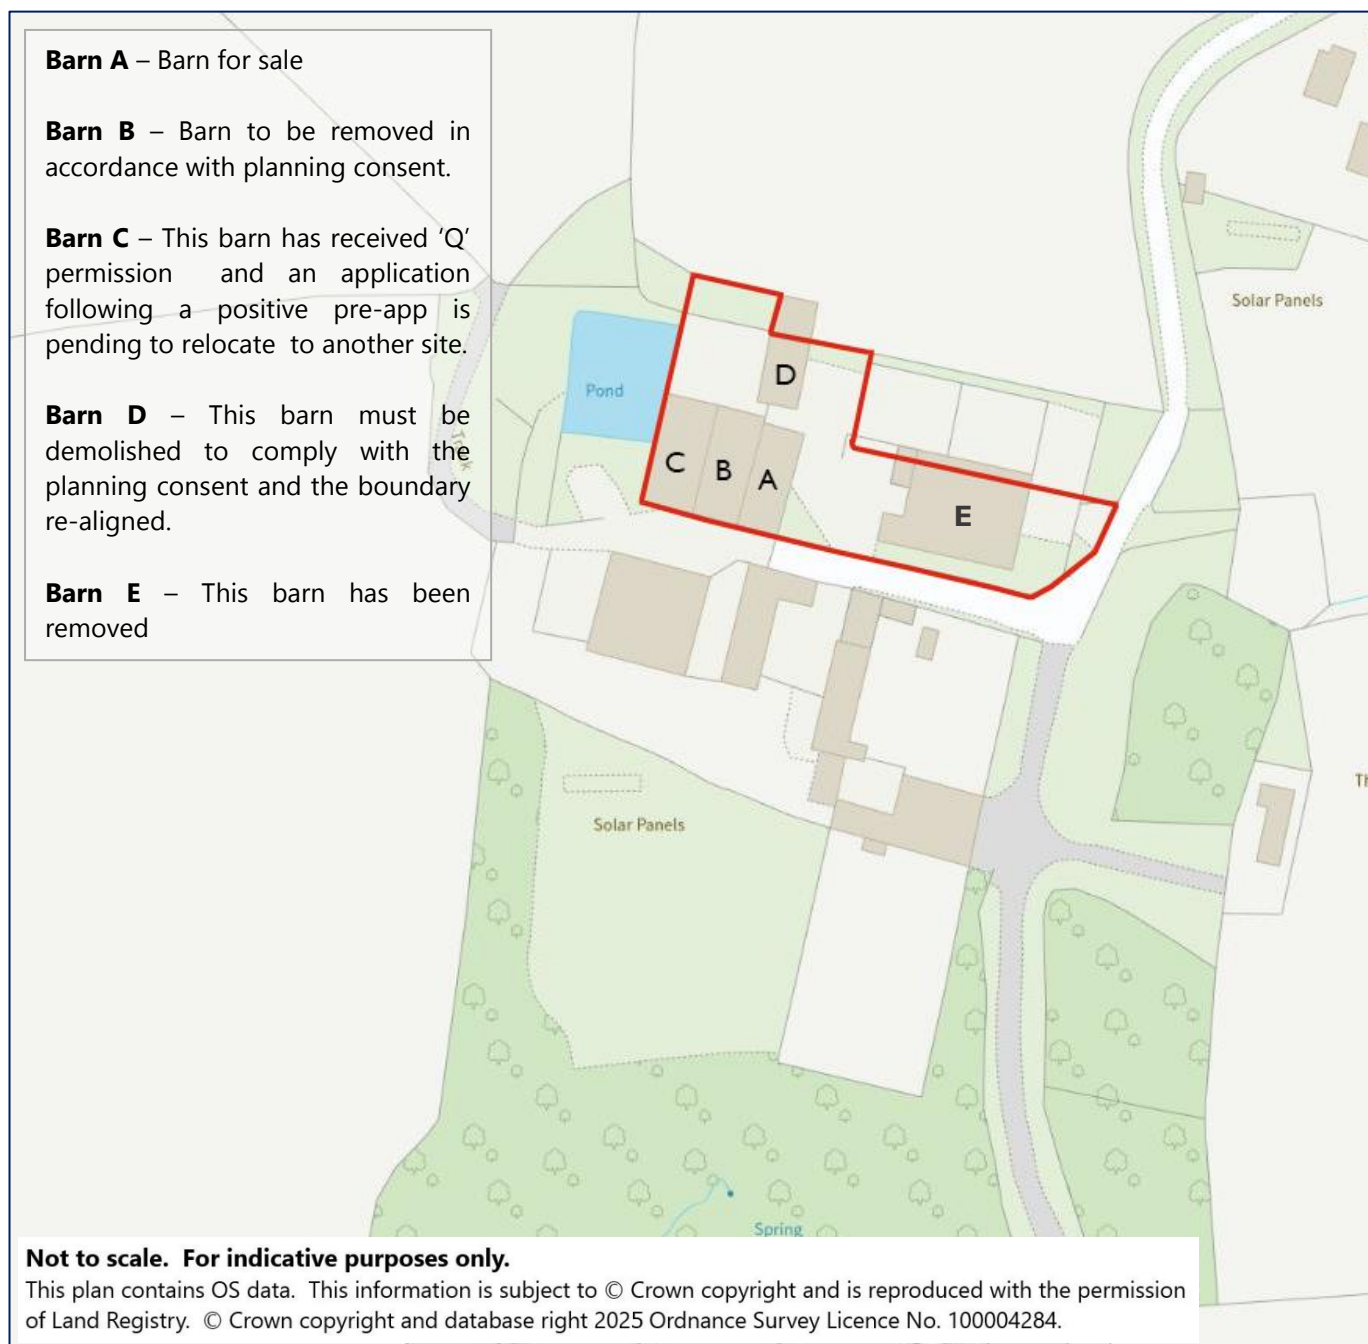 Barn A – Barn for sale
Barn B – Barn to be removed in
accordance with planning consent.
Barn C – This barn has received ‘Q’
permission and an application
following a positive pre-app is
pending to relocate to another site.
Barn D – This barn must be
demolished to comply with the
planning consent and the boundary
re-aligned.
Barn E – This barn has been
removed
Solar Panels
Pond
Track
D
C
B
A
E
Solar Panels
Th
Spring
Not to scale. For indicative purposes only.
This plan contains OS data. This information is subject to © Crown copyright and is reproduced with the permission
of Land Registry. © Crown copyright and database right 2025 Ordnance Survey Licence No. 100004284.